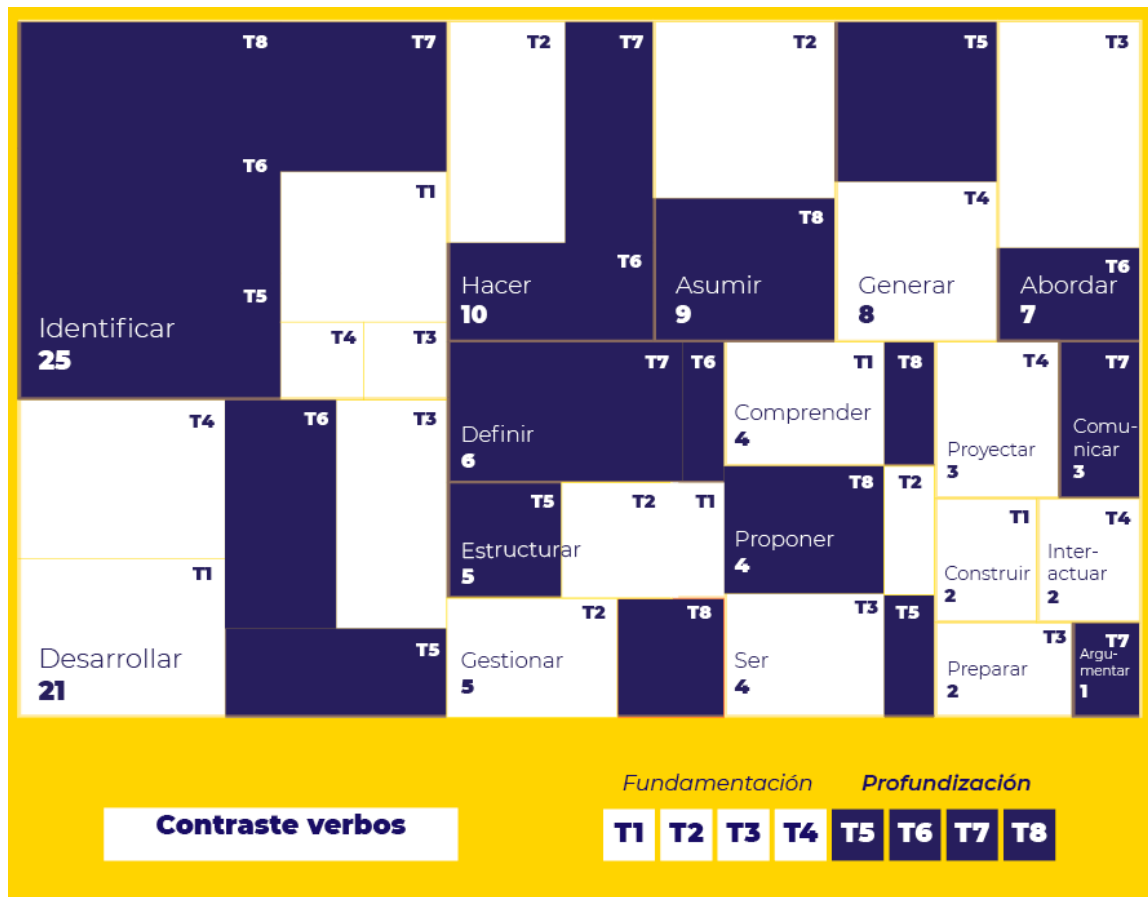 T8
T7
T2
T7
T2
T5
T3
T6
T1
T4
T8
T5
T6
T6
Identificar
25
T4
T3
Hacer
10
Asumir
9
Generar
8
Abordar
7
T7
T6
T1
T8
T4
T7
Definir
6
Comprender
4
Proyectar
3
Comu-
nicar
3
T4
T6
T3
T5
T2
T1
T8
T2
Estructurar
5
Proponer
4
T1
T4
Construir
2
Inter-
actuar
2
T1
T5
Desarrollar
21
T2
T8
T3
T5
Gestionar
5
Ser
4
T3
T7
Preparar
2
Argu-
mentar
1
Fundamentación
Profundización
Contraste verbos
T1 T2 T3 T4 T5 T6 T7 T8